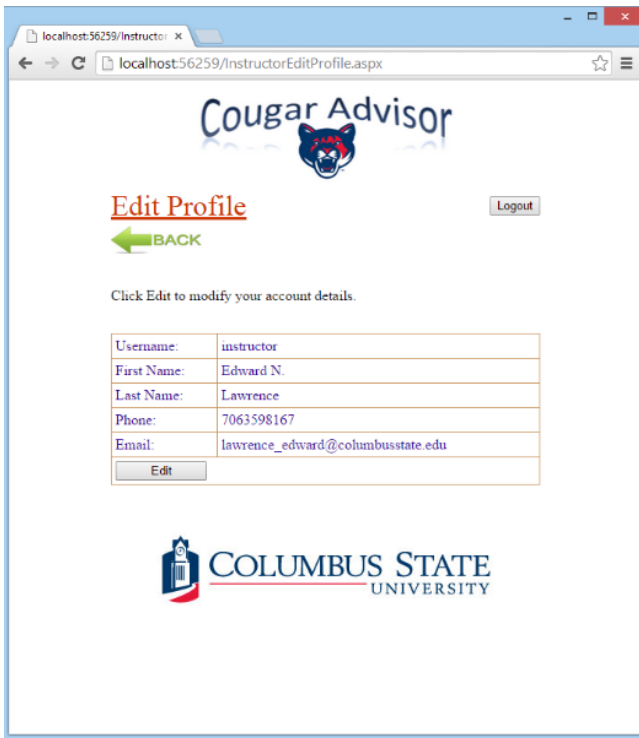 localhost:56259/Instructor
localhost:56259/InstructorEditProfile.aspx
Cougar Advisor
Edit Profile
Logout
BACK
Click Edit to modify your account details.
Username: instructor
First Name: Edward N.
Last Name: Lawrence
Phone: 7063598167
Email: lawrence_edward@columbusstate.edu
Edit
COLUMBUS STATE
UNIVERSITY